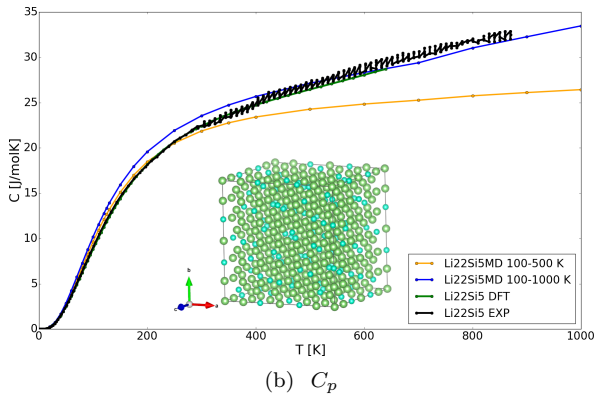 35
30
25
20
15
10
5
0
C [J/molK]
0
200
400
600
800
1000
T [K]
Li22Si5MD 100-500 K
Li22Si5MD 100-1000 K
Li22Si5 DFT
Li22Si5 EXP
b
c
a
(b) Cp